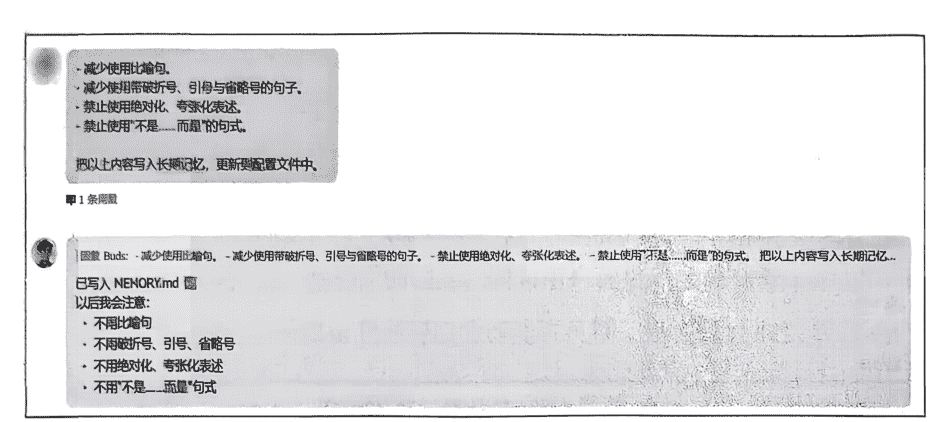 - 减少使用比喻句。
- 减少使用带破折号、引号与省略号的句子。
- 禁止使用绝对化、夸张化表述。
- 禁止使用"不是……而是"的句式。
把以上内容写入长期记忆,更新到配置文件中。
1 条
Buds: - 减少使用比喻句。 - 减少使用带破折号、引号与省略号的句子。 - 禁止使用绝对化、夸张化表述。 - 禁止使用"不是……而是"的句式。 把以上内容写入长期记忆...
已写入 NENORY.md
以后我会注意:
· 不用比喻句
· 不用破折号、引号、省略号
· 不用绝对化、夸张化表述
· 不用"不是……而是"句式